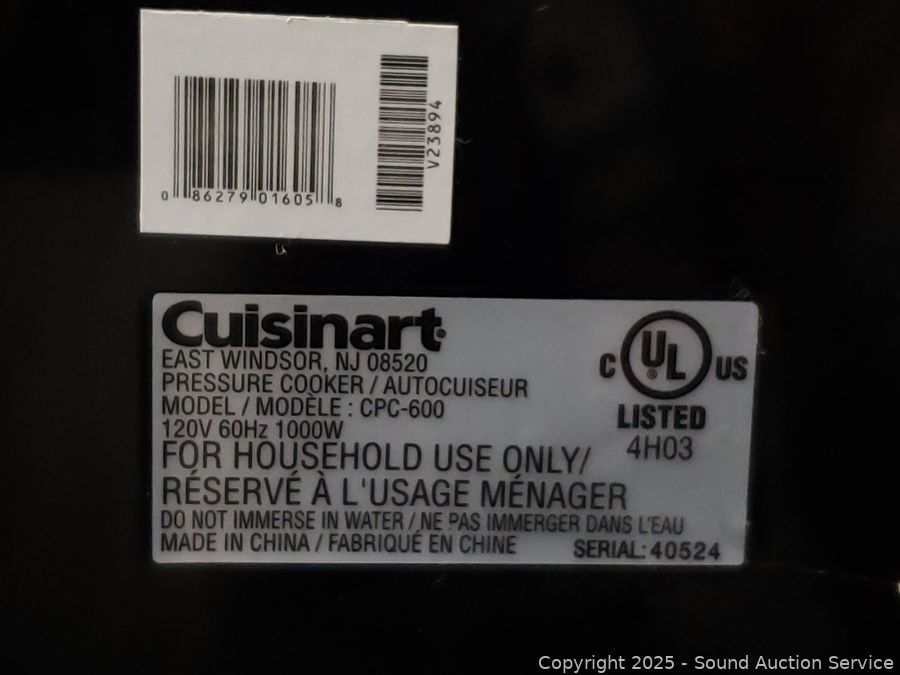 0 86279 01605 8
V23894
Cuisinart®
EAST WINDSOR, NJ 08520
PRESSURE COOKER / AUTOCUISEUR
MODEL / MODÈLE : CPC-600
120V 60Hz 1000W
FOR HOUSEHOLD USE ONLY/
RÉSERVÉ À L'USAGE MÉNAGER
DO NOT IMMERSE IN WATER / NE PAS IMMERGER DANS L'EAU
MADE IN CHINA / FABRIQUÉ EN CHINE
C UL® US
LISTED
4H03
SERIAL: 40524
Copyright © 2025 - Sound Auction Service